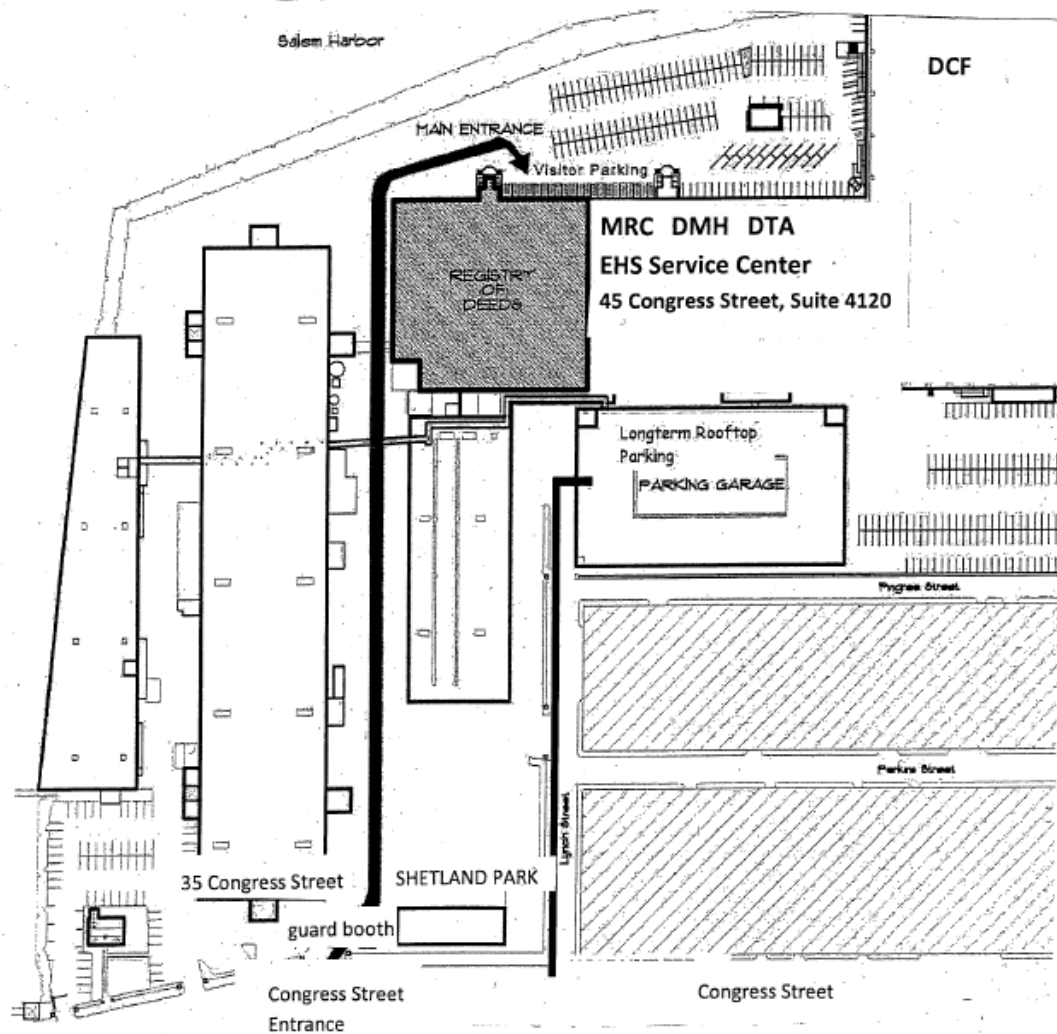 Salem Harbor
DCF
MAIN ENTRANCE
Visitor Parking
MRC DMH DTA
EHS Service Center
45 Congress Street, Suite 4120
REGISTRY
OF
DEEDS
Longterm Rooftop
Parking
PARKING GARAGE
Pingree Street
Perkins Street
Lynch Street
35 Congress Street
SHETLAND PARK
guard booth
Congress Street
Entrance
Congress Street